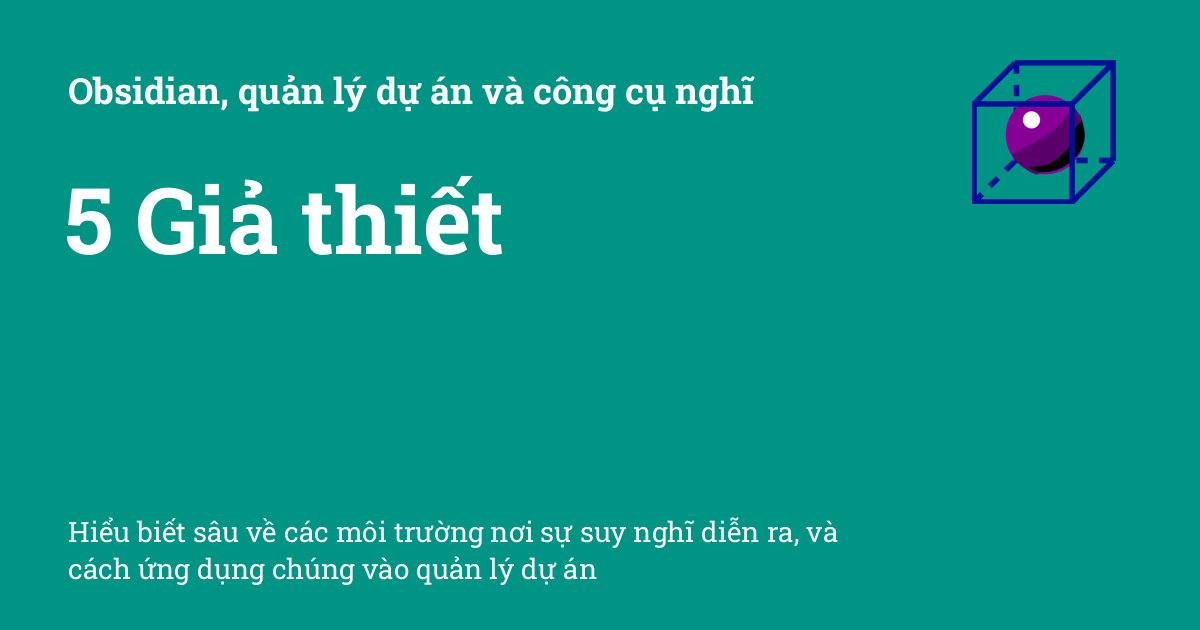 Obsidian, quản lý dự án và công cụ nghĩ
5 Giả thiết
Hiểu biết sâu về các môi trường nơi sự suy nghĩ diễn ra, và
cách ứng dụng chúng vào quản lý dự án